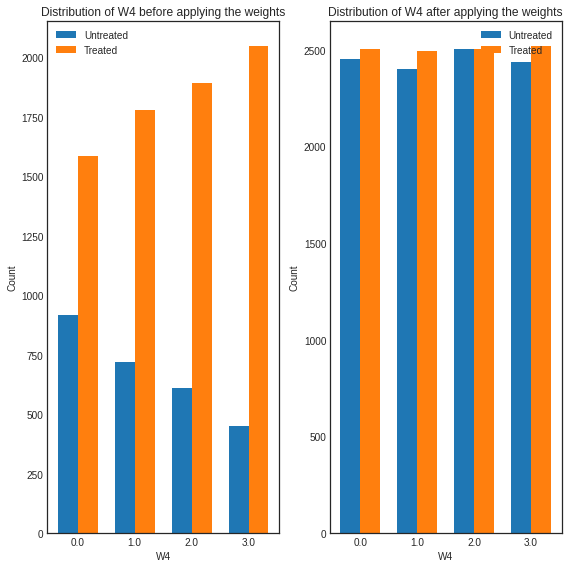 Distribution of W4 before applying the weights
Untreated
Treated
2000
1750
1500
1250
1000
750
500
250
0
Count
0.0 1.0 2.0 3.0
W4
Distribution of W4 after applying the weights
Untreated
Treated
2500
2000
1500
1000
500
0
Count
0.0 1.0 2.0 3.0
W4